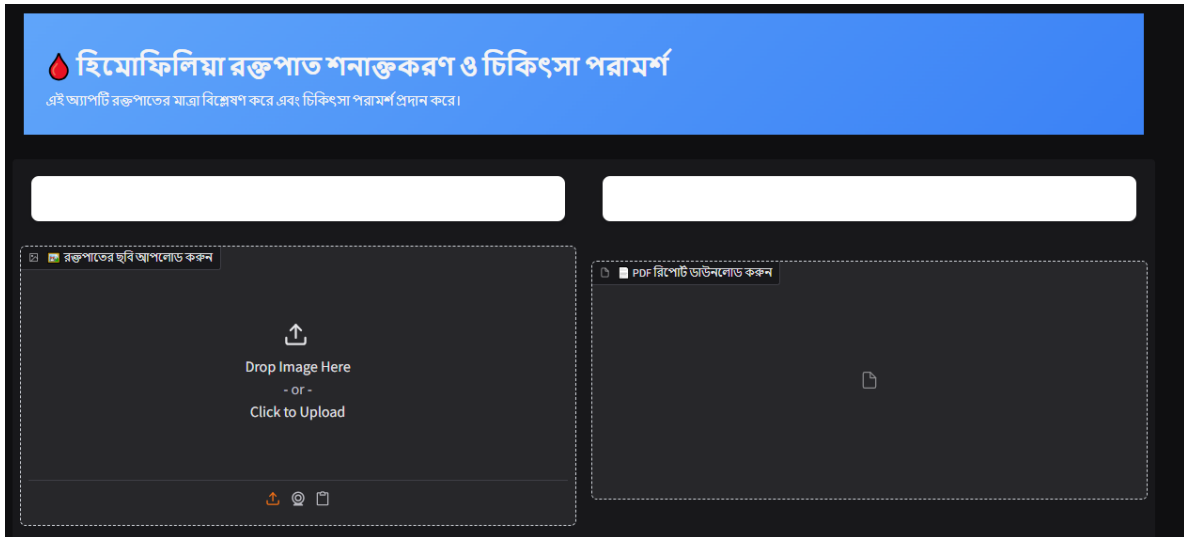 🩸 হিমোফিলিয়া রক্তপাত শনাক্তকরণ ও চিকিৎসা পরামর্শ
এই অ্যাপটি রক্তপাতের মাত্রা বিশ্লেষণ করে এবং চিকিৎসা পরামর্শ প্রদান করে।
রক্তপাতের ছবি আপলোড করুন
PDF রিপোর্ট ডাউনলোড করুন
Drop Image Here
- or -
Click to Upload